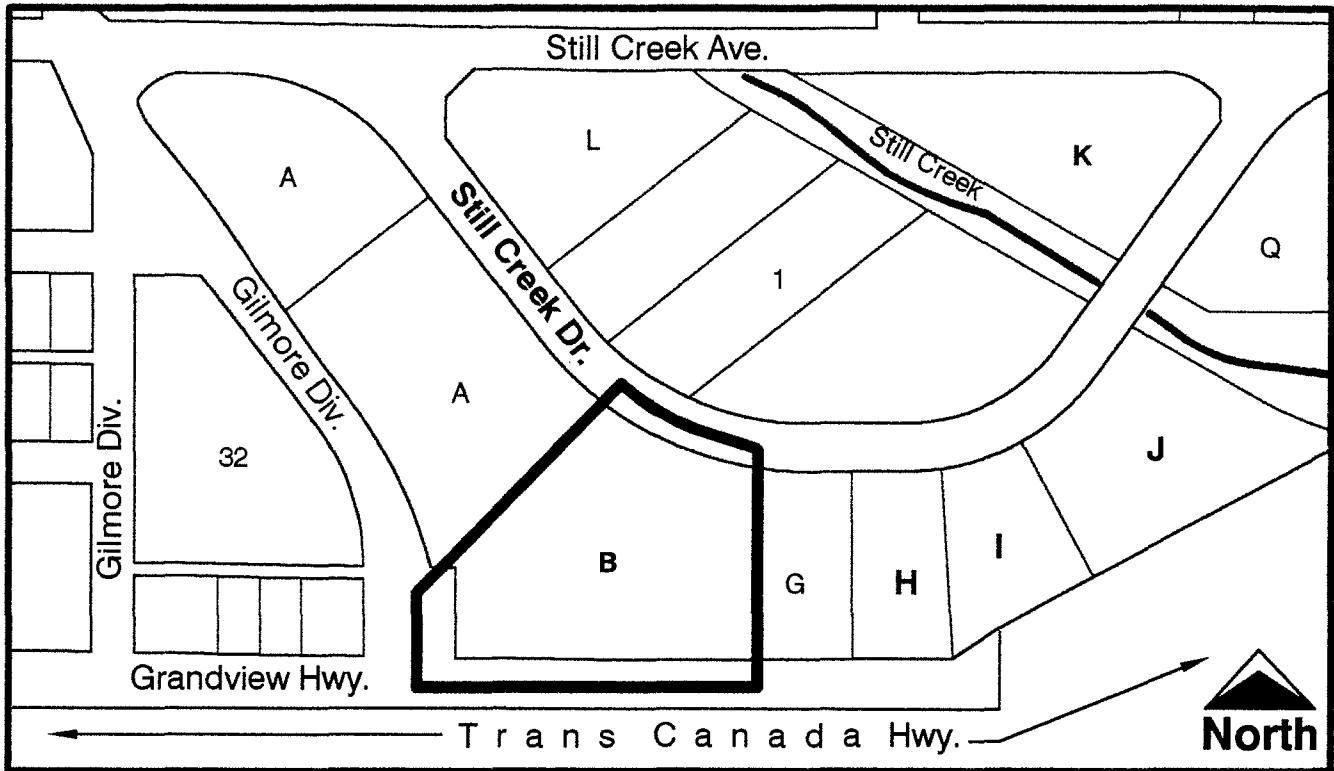 Still Creek Ave.
L
Still Creek
K
A
Still Creek Dr.
Q
1
Gilmore Div.
A
J
Gilmore Div.
32
B
G
H
I
Grandview Hwy.
Trans Canada Hwy.
North